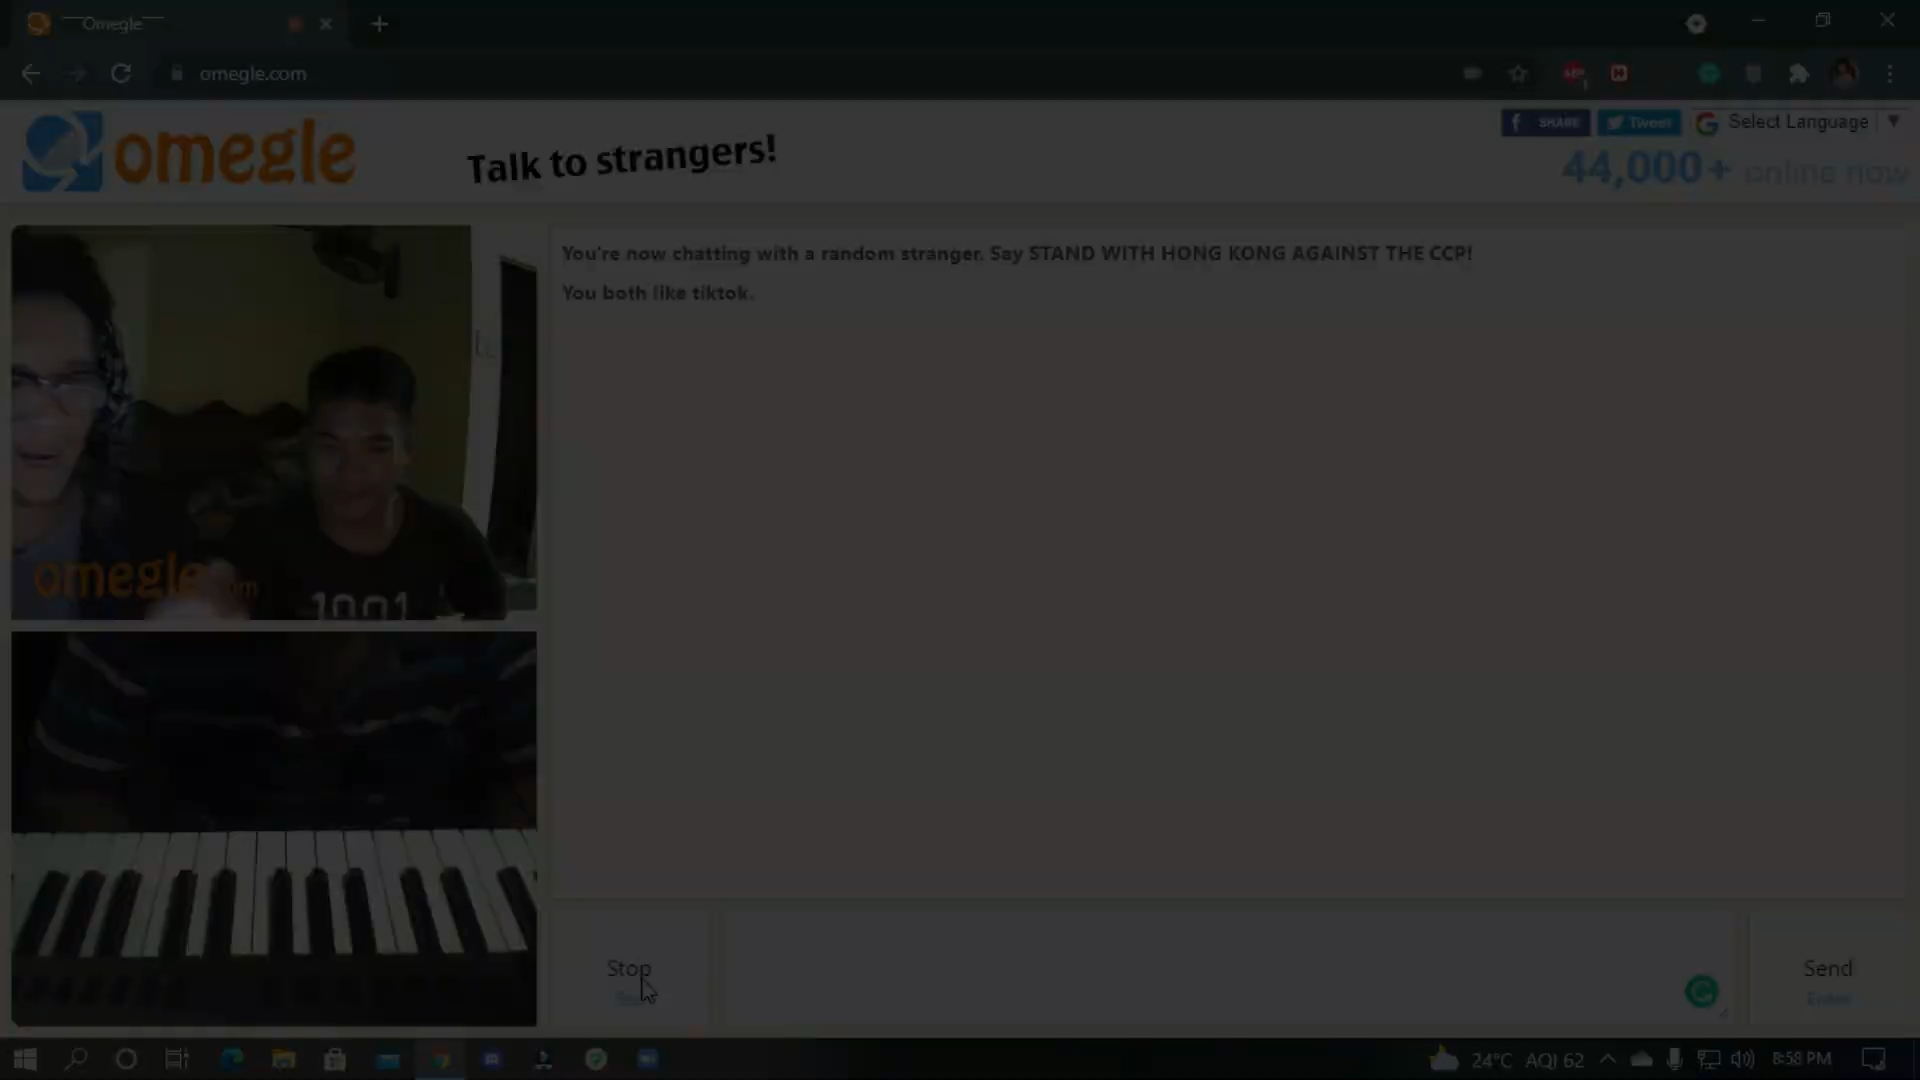 Omegle
omegle.com
omegle
Talk to strangers!
SHARE
Tweet
Select Language
44,000+ online now
omegle.com
1001
You're now chatting with a random stranger. Say STAND WITH HONG KONG AGAINST THE CCP!
You both like tiktok.
Stop
Send
Enter
24°C AQI 62
8:58 PM